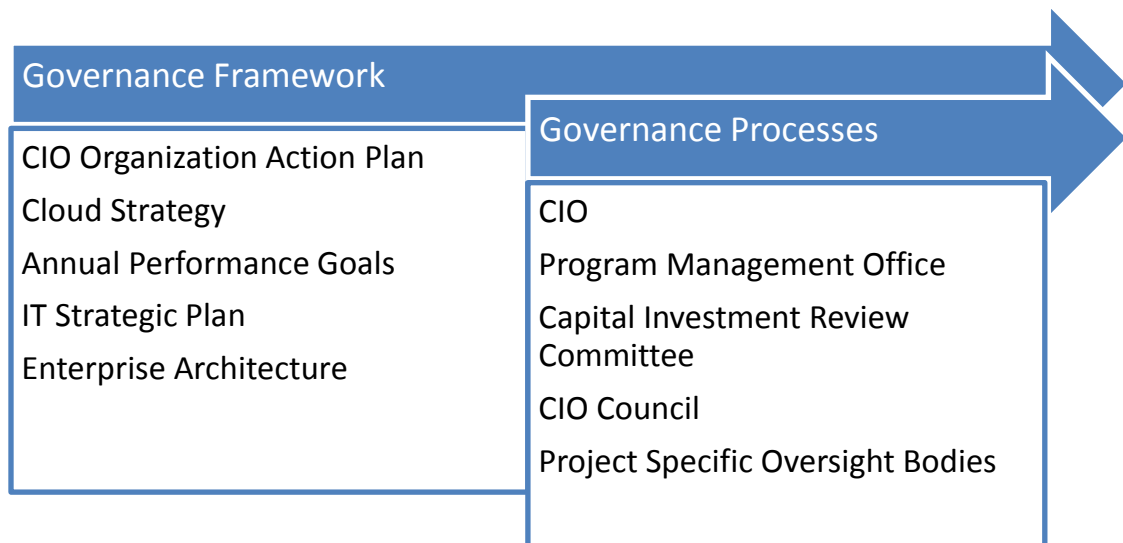 Governance Framework
CIO Organization Action Plan
Cloud Strategy
Annual Performance Goals
IT Strategic Plan
Enterprise Architecture
Governance Processes
CIO
Program Management Office
Capital Investment Review
Committee
CIO Council
Project Specific Oversight Bodies